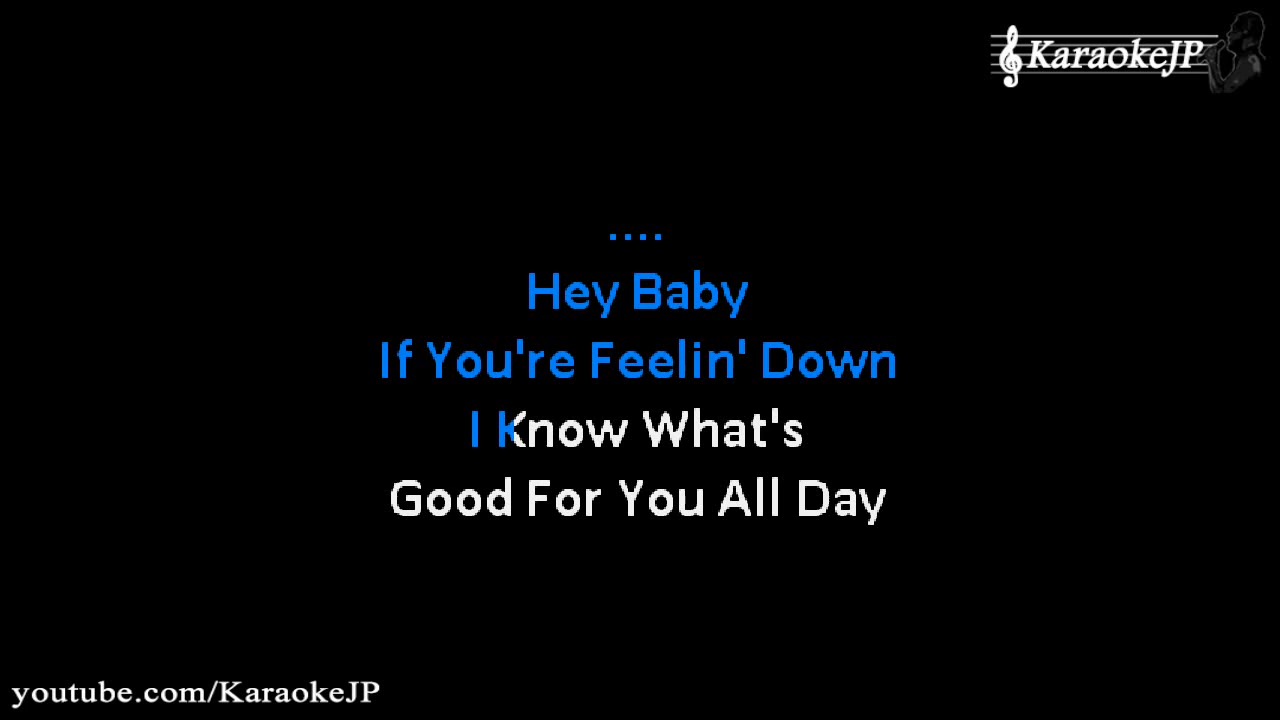 KaraokeJP
....
Hey Baby
If You're Feelin' Down
I Know What's
Good For You All Day
youtube.com/KaraokeJP